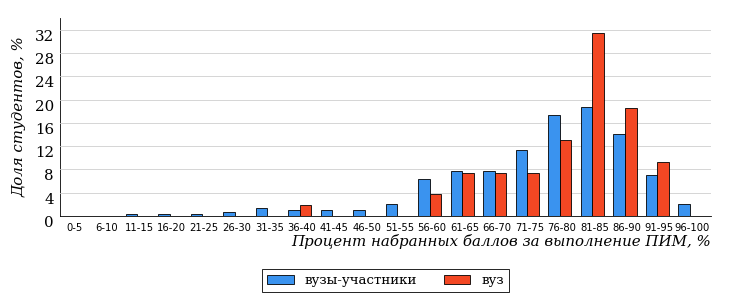 Доля студентов, %
32
28
24
20
16
12
8
4
0
0-5 6-10 11-15 16-20 21-25 26-30 31-35 36-40 41-45 46-50 51-55 56-60 61-65 66-70 71-75 76-80 81-85 86-90 91-95 96-100
Процент набранных баллов за выполнение ПИМ, %
вузы-участники вуз